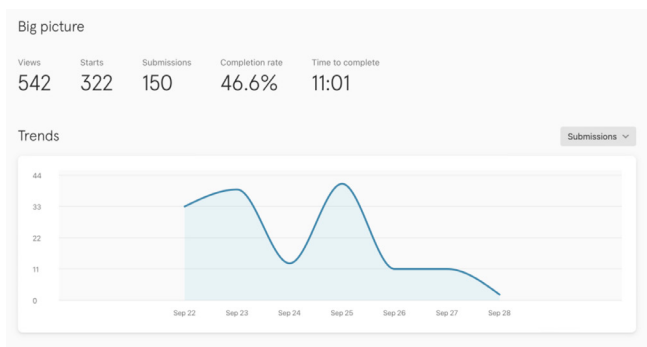 Big picture
Views Starts Submissions Completion rate Time to complete
542 322 150 46.6% 11:01
Trends
Submissions
44
33
22
11
0
Sep 22 Sep 23 Sep 24 Sep 25 Sep 26 Sep 27 Sep 28